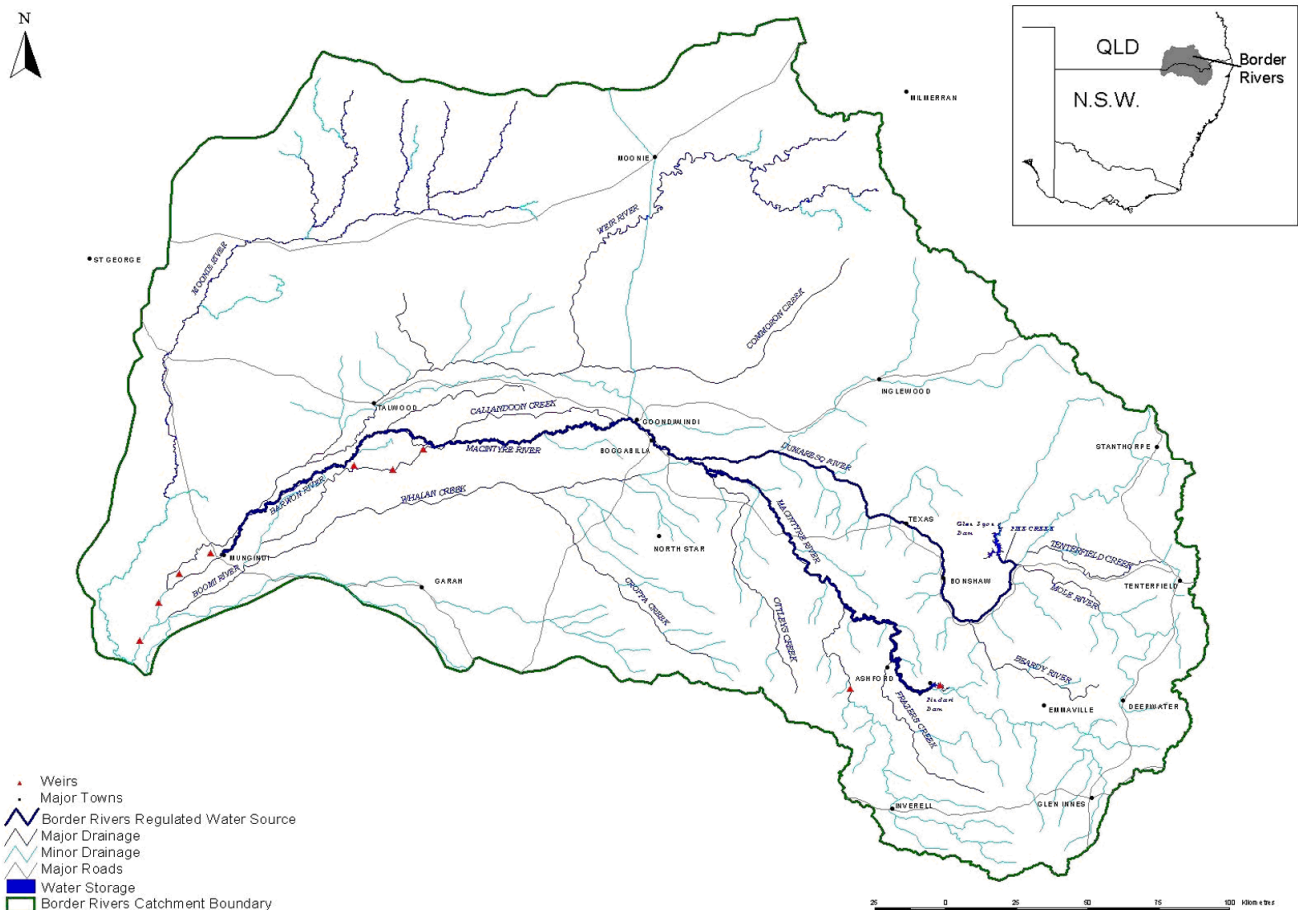 N
QLD
Border
Rivers
N.S.W.
MILMERRAN
MOONIE
WEIR RIVER
ST GEORGE
MOONIE RIVER
COMMORON CREEK
INGLEWOOD
TALWOOD
CALLANDOON CREEK
GOONDIWINDI
MACINTYRE RIVER
BOGGABILLA
DUMARESQ RIVER
STANTHORPE
BARWON RIVER
WHALAN CREEK
MACINTYRE RIVER
TEXAS
PIKE CREEK
Dam
NORTH STAR
MUNGINDI
BOOMI RIVER
TENTERFIELD CREEK
GARAH
BONSHAW
TENTERFIELD
MOLE RIVER
CROPPA CREEK
OTTLEYS CREEK
BEARDY RIVER
ASHFORD
Pindari
Dam
EMMAVILLE
DEEPWATER
FRAZERS CREEK
INVERELL
GLEN INNES
Weirs
Major Towns
Border Rivers Regulated Water Source
Major Drainage
Minor Drainage
Major Roads
Water Storage
Border Rivers Catchment Boundary
25 0 25 50 75 100 Kilometres